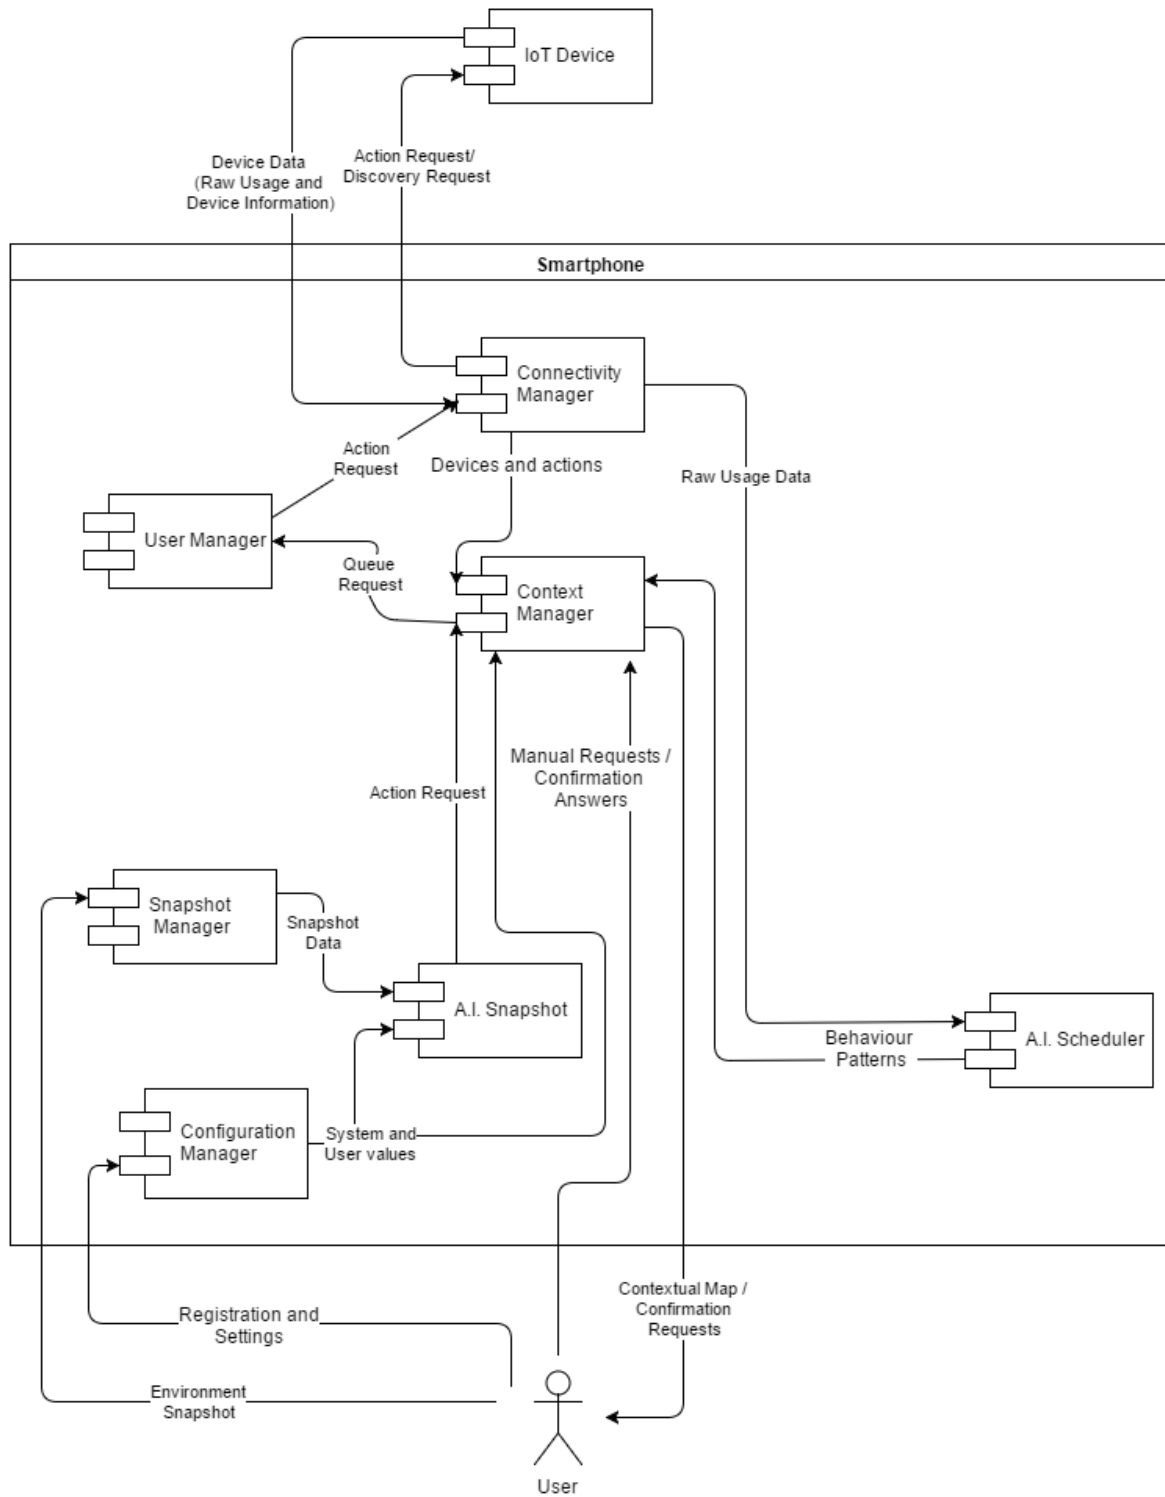 IoT Device
Device Data
(Raw Usage and
Device Information)
Action Request/
Discovery Request
Smartphone
Connectivity
Manager
Action
Request
Devices and actions
Raw Usage Data
User Manager
Queue
Request
Context
Manager
Manual Requests /
Confirmation
Answers
Action Request
Snapshot
Manager
Snapshot
Data
A.I. Snapshot
A.I. Scheduler
Behaviour
Patterns
Configuration
Manager
System and
User values
Contextual Map /
Confirmation
Requests
Registration and
Settings
Environment
Snapshot
User